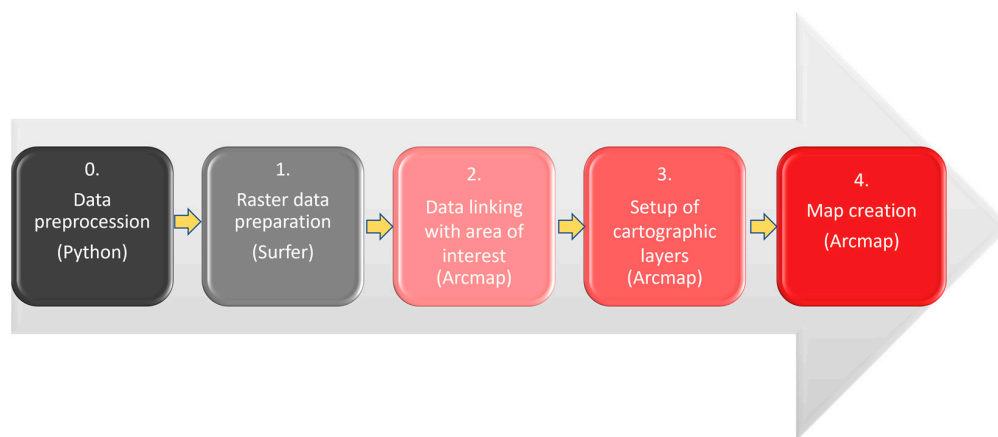 0.
Data
preprocession
(Python)
1.
Raster data
preparation
(Surfer)
2.
Data linking
with area of
interest
(Arcmap)
3.
Setup of
cartographic
layers
(Arcmap)
4.
Map creation
(Arcmap)